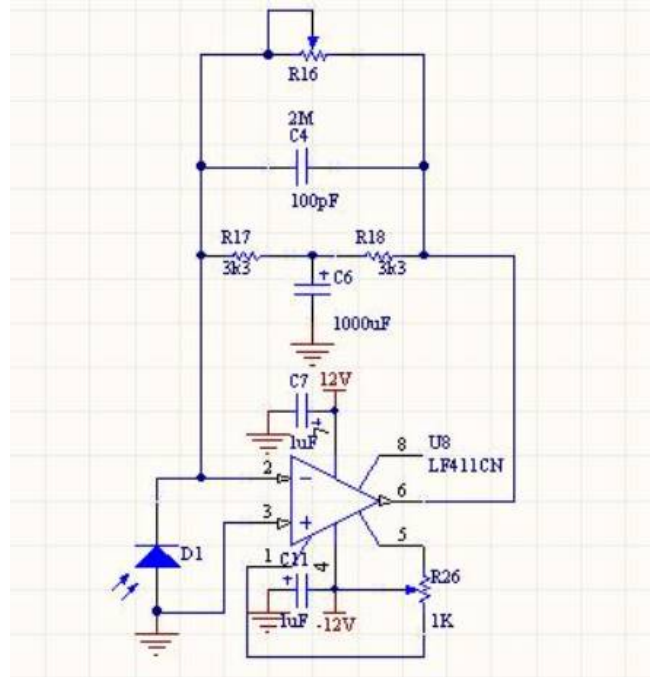 R16
2M
C4
100pF
R17
R18
3k3
3k3
C6
+
1000uF
C7
12V
+
1uF
7
8
U8
LF411CN
2
-
6
3
+
5
D1
1
C11
4
R26
+
1uF
-12V
1K